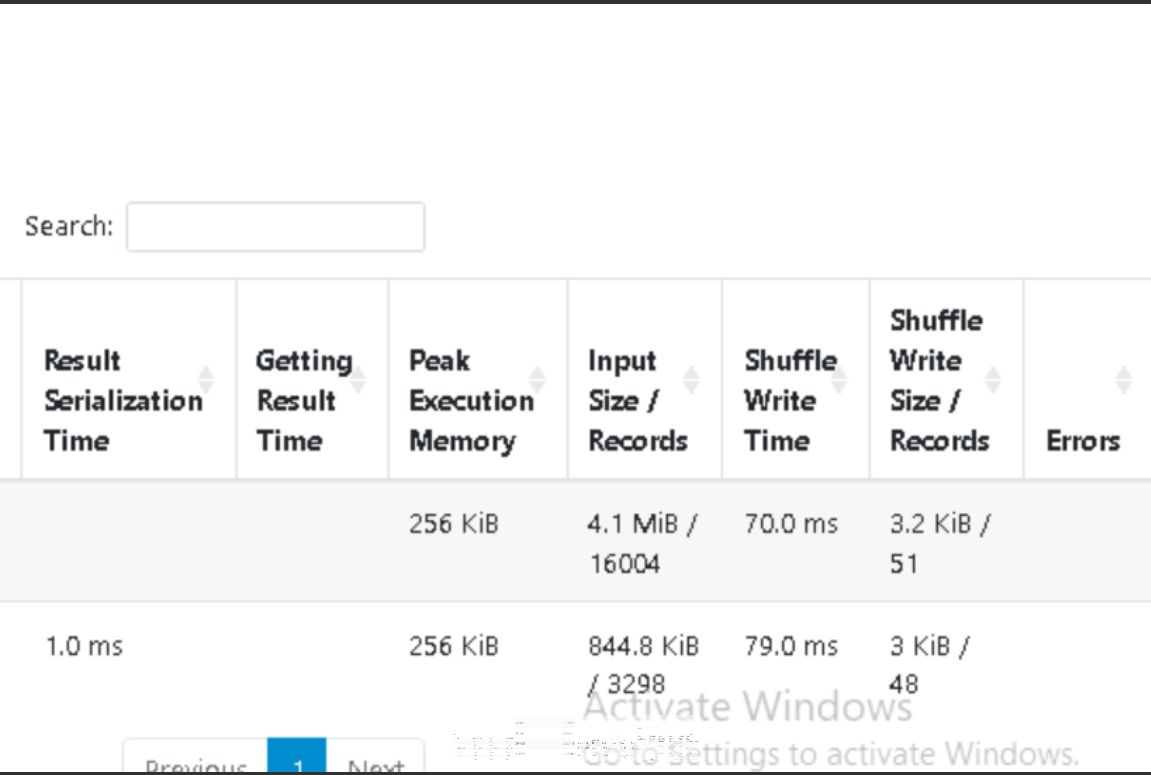 Search:
Result Serialization Time
Getting Result Time
Peak Execution Memory
Input Size / Records
Shuffle Write Time
Shuffle Write Size / Records
Errors
256 KiB
4.1 MiB / 16004
70.0 ms
3.2 KiB / 51
1.0 ms
256 KiB
844.8 KiB / 3298
79.0 ms
3 KiB / 48
Activate Windows
Go to Settings to activate Windows.
Previous
1
Next